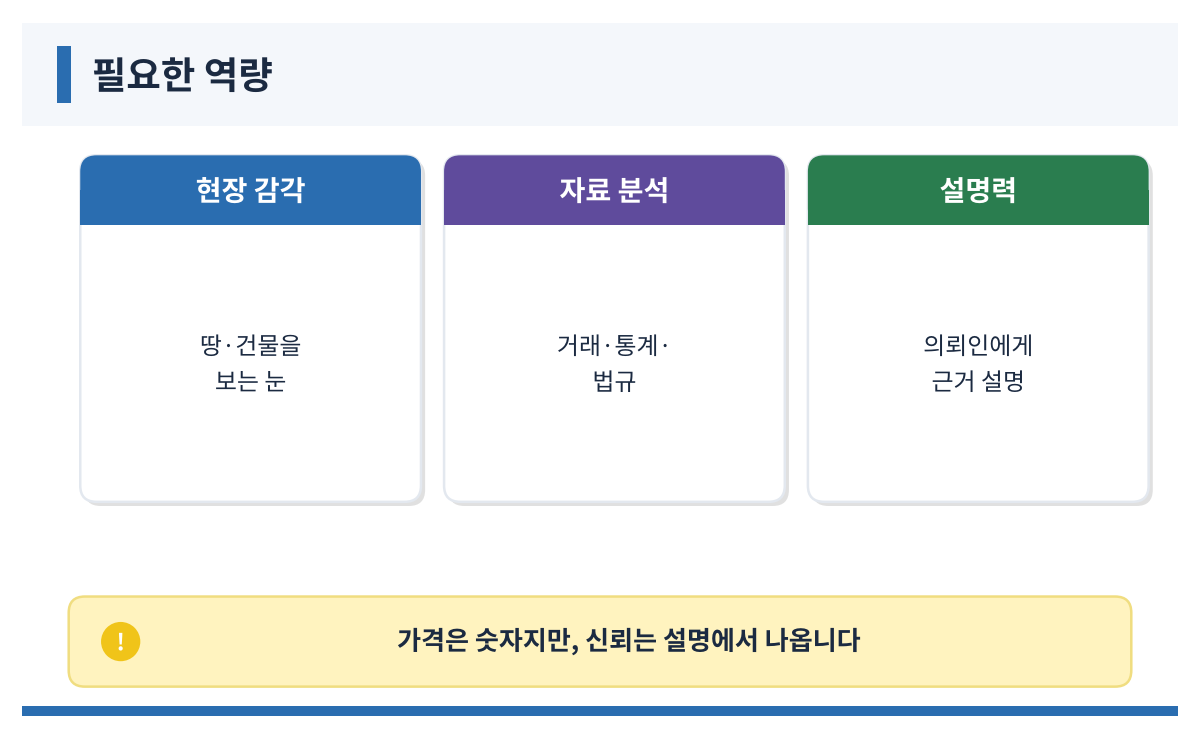 필요한 역량
현장 감각
땅·건물을
보는 눈
자료 분석
거래·통계·
법규
설명력
의뢰인에게
근거 설명
!
가격은 숫자지만, 신뢰는 설명에서 나옵니다